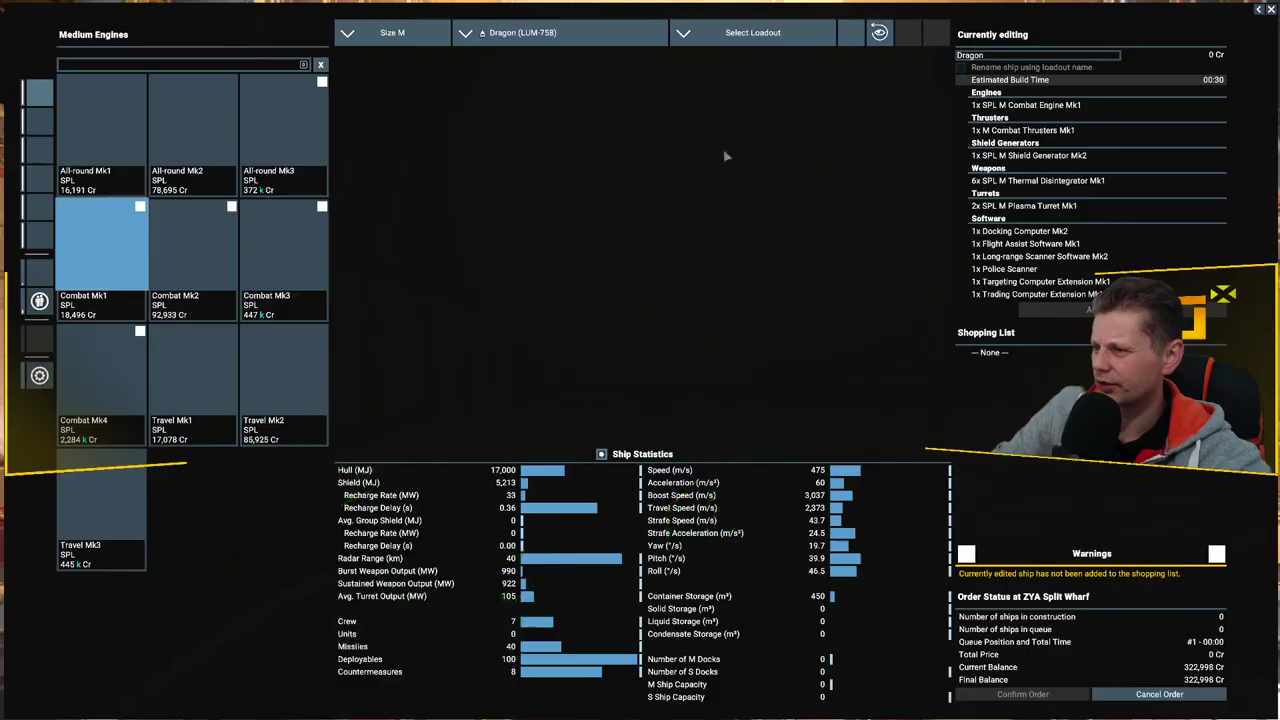 Medium Engines
0
x
All-round Mk1
SPL
16,191 Cr
All-round Mk2
SPL
78,695 Cr
All-round Mk3
SPL
372 k Cr
Combat Mk1
SPL
18,496 Cr
Combat Mk2
SPL
92,933 Cr
Combat Mk3
SPL
447 k Cr
Combat Mk4
SPL
2,284 k Cr
Travel Mk1
SPL
17,078 Cr
Travel Mk2
SPL
85,925 Cr
Travel Mk3
SPL
445 k Cr
Size M
Dragon (LUM-758)
Select Loadout
Ship Statistics
Hull (MJ) 17,000
Shield (MJ) 5,213
Recharge Rate (MW) 33
Recharge Delay (s) 0.36
Avg. Group Shield (MJ) 0
Recharge Rate (MW) 0
Recharge Delay (s) 0.00
Radar Range (km) 40
Burst Weapon Output (MW) 990
Sustained Weapon Output (MW) 922
Avg. Turret Output (MW) 105
Crew 7
Units 0
Missiles 40
Deployables 100
Countermeasures 8
Speed (m/s) 475
Acceleration (m/s²) 60
Boost Speed (m/s) 3,037
Travel Speed (m/s) 2,373
Strafe Speed (m/s) 43.7
Strafe Acceleration (m/s²) 24.5
Yaw (°/s) 19.7
Pitch (°/s) 39.9
Roll (°/s) 46.5
Container Storage (m³) 450
Solid Storage (m³) 0
Liquid Storage (m³) 0
Condensate Storage (m³) 0
Number of M Docks 0
Number of S Docks 0
M Ship Capacity 0
S Ship Capacity 0
Currently editing
Dragon 0 Cr
Rename ship using loadout name
Estimated Build Time 00:30
Engines
1x SPL M Combat Engine Mk1
Thrusters
1x M Combat Thrusters Mk1
Shield Generators
1x SPL M Shield Generator Mk2
Weapons
6x SPL M Thermal Disintegrator Mk1
Turrets
2x SPL M Plasma Turret Mk1
Software
1x Docking Computer Mk2
1x Flight Assist Software Mk1
1x Long-range Scanner Software Mk2
1x Police Scanner
1x Targeting Computer Extension Mk1
1x Trading Computer Extension Mk1
Shopping List
— None —
Warnings
Currently edited ship has not been added to the shopping list.
Order Status at ZYA Split Wharf
Number of ships in construction 0
Number of ships in queue 0
Queue Position and Total Time #1 - 00:00
Total Price 0 Cr
Current Balance 322,998 Cr
Final Balance 322,998 Cr
Confirm Order
Cancel Order